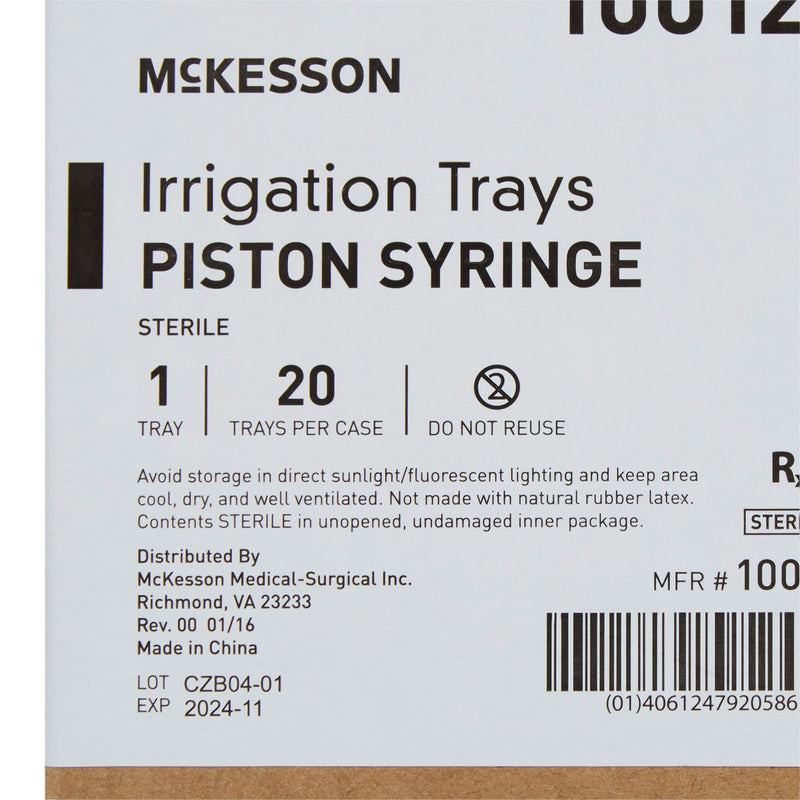 McKESSON
Irrigation Trays
PISTON SYRINGE
STERILE
1
TRAY
20
TRAYS PER CASE
2
DO NOT REUSE
Avoid storage in direct sunlight/fluorescent lighting and keep area
cool, dry, and well ventilated. Not made with natural rubber latex.
Contents STERILE in unopened, undamaged inner package.
Distributed By
McKesson Medical-Surgical Inc.
Richmond, VA 23233
Rev. 00 01/16
Made in China
LOT CZB04-01
EXP 2024-11
MFR # 100
(01)4061247920586